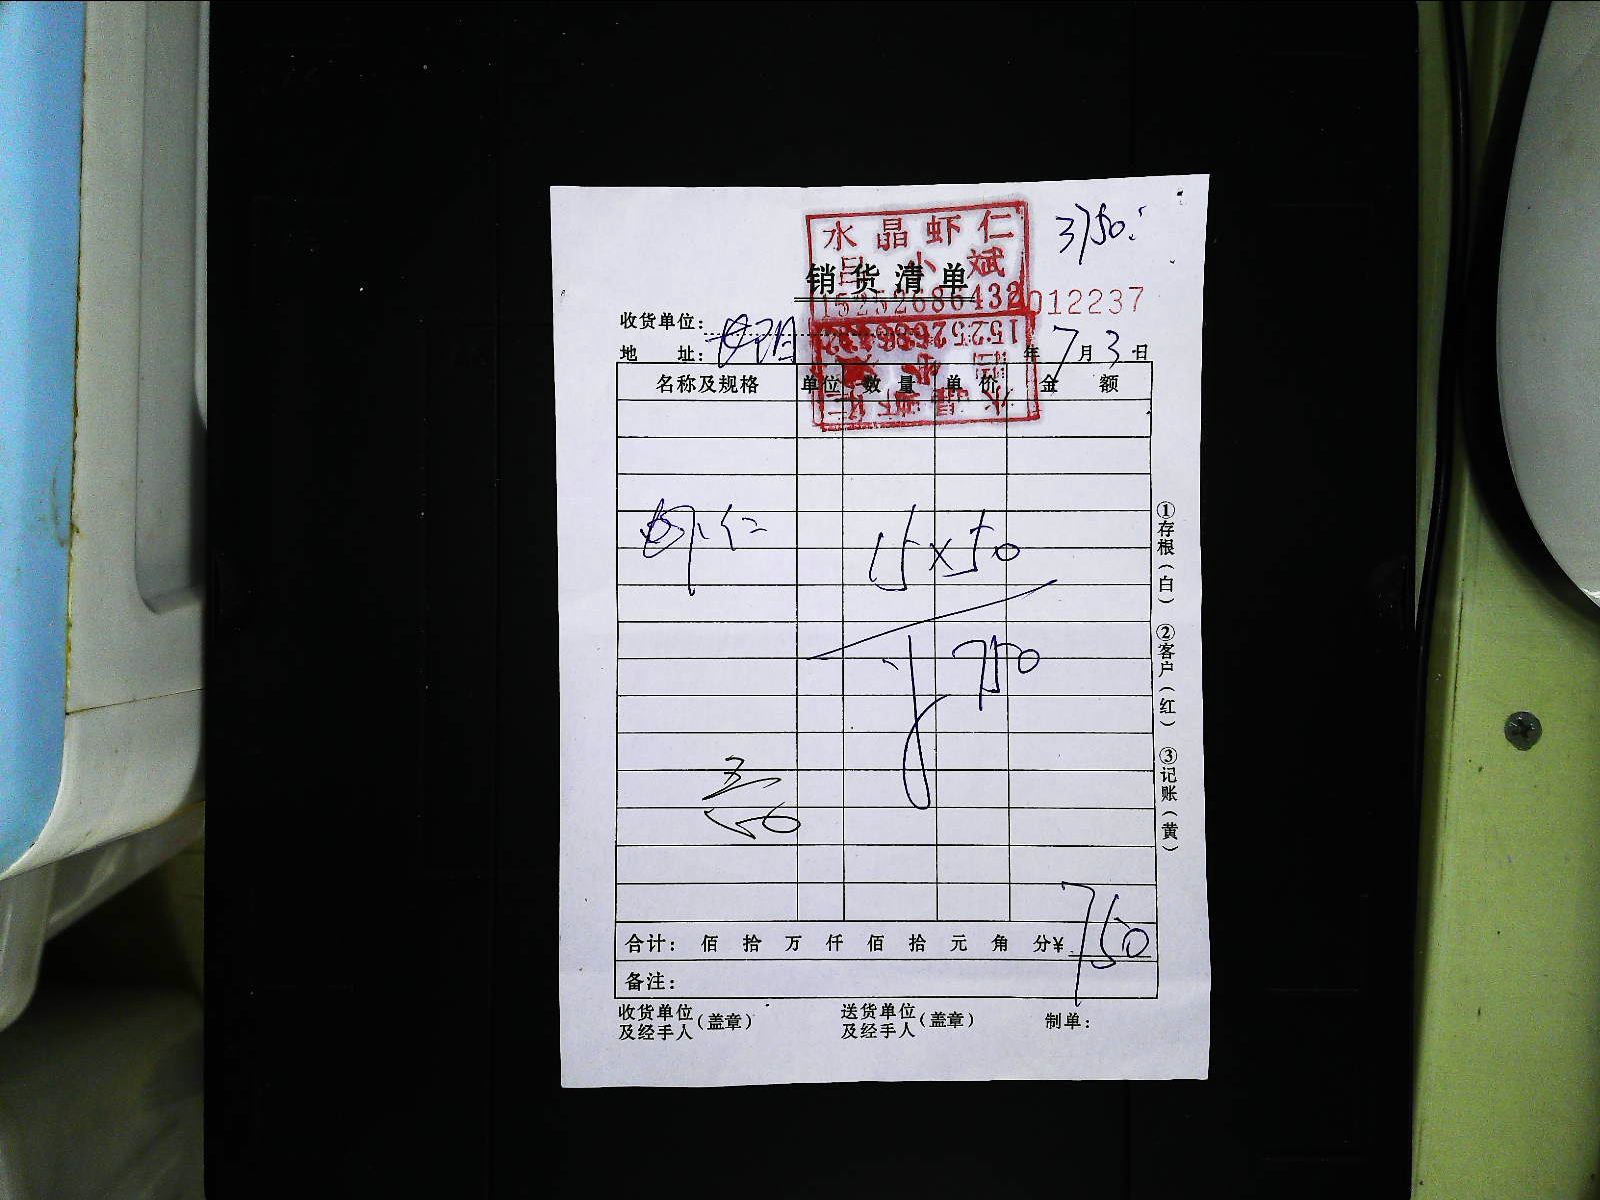 3750.
水晶虾仁
吕小斌
15252686432
销货清单
2012237
收货单位:
地 址: 年 7 月 3 日
名称及规格 单位 数量 单价 金额
虾仁 15×50
750
合计: 佰 拾 万 仟 佰 拾 元 角 分¥ 750
备注:
收货单位及经手人(盖章) 送货单位及经手人(盖章) 制单:
①存根(白) ②客户(红) ③记账(黄)